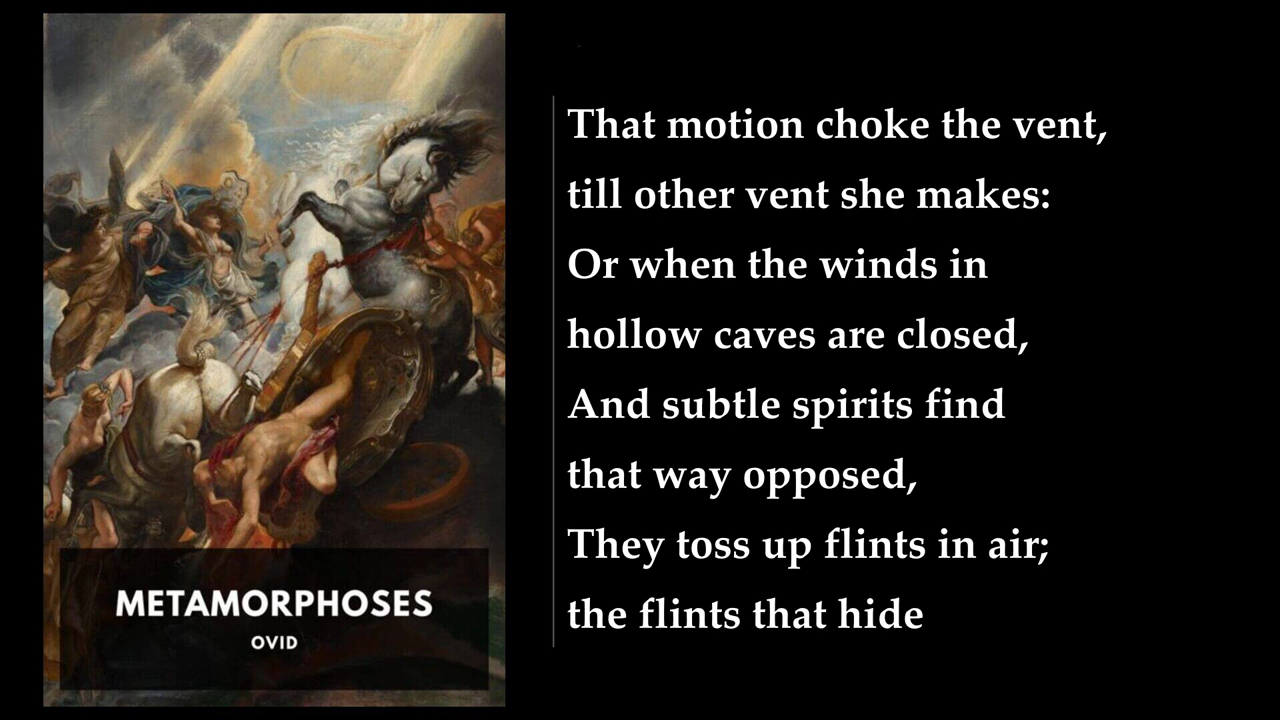 METAMORPHOSES
OVID
That motion choke the vent,
till other vent she makes:
Or when the winds in
hollow caves are closed,
And subtle spirits find
that way opposed,
They toss up flints in air;
the flints that hide